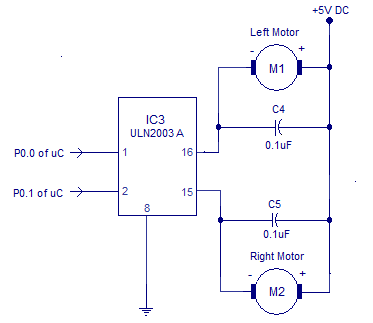 +5V DC
Left Motor
- +
M1
IC3
ULN2003 A
C4
0.1uF
P0.0 of uC
1
16
P0.1 of uC
2
15
8
C5
0.1uF
Right Motor
- +
M2